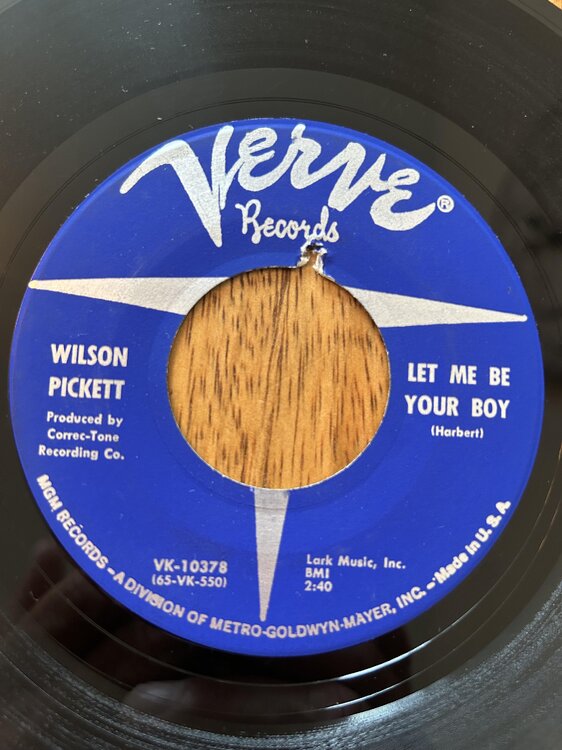 Verve®
Records
WILSON
PICKETT
Produced by
Correc-Tone
Recording Co.
LET ME BE
YOUR BOY
(Harbert)
VK-10378
(65-VK-550)
Lark Music, Inc.
BMI
2:40
MGM RECORDS – A DIVISION OF METRO-GOLDWYN-MAYER, INC. – Made in U. S. A.